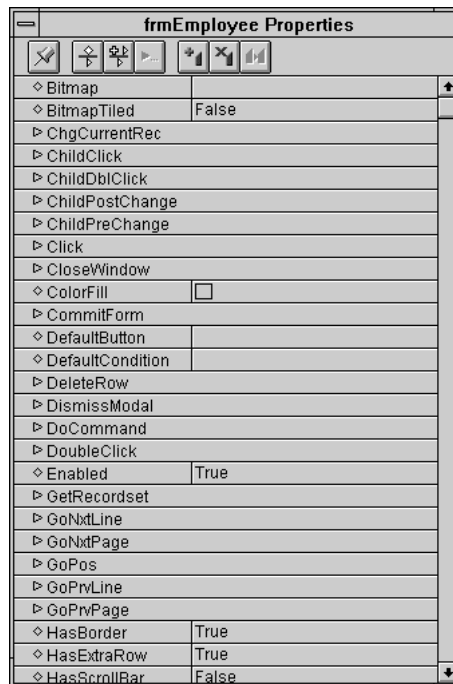 frmEmployee Properties
Bitmap
BitmapTiled False
ChgCurrentRec
ChildClick
ChildDblClick
ChildPostChange
ChildPreChange
Click
CloseWindow
ColorFill
CommitForm
DefaultButton
DefaultCondition
DeleteRow
DismissModal
DoCommand
DoubleClick
Enabled True
GetRecordset
GoNxtLine
GoNxtPage
GoPos
GoPrvLine
GoPrvPage
HasBorder True
HasExtraRow True
HasScrollBar False